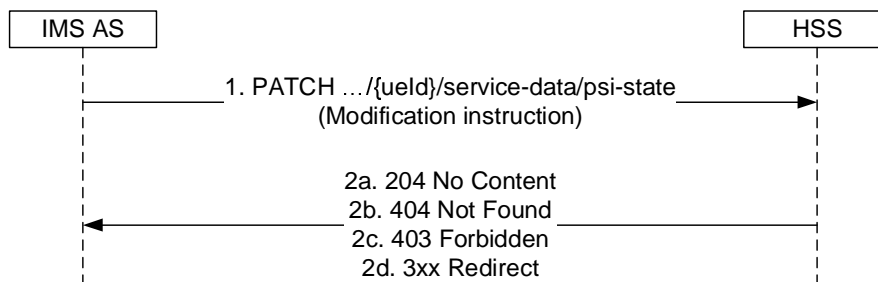 IMS AS
HSS
1. PATCH …/{ueId}/service-data/psi-state
(Modification instruction)
2a. 204 No Content
2b. 404 Not Found
2c. 403 Forbidden
2d. 3xx Redirect